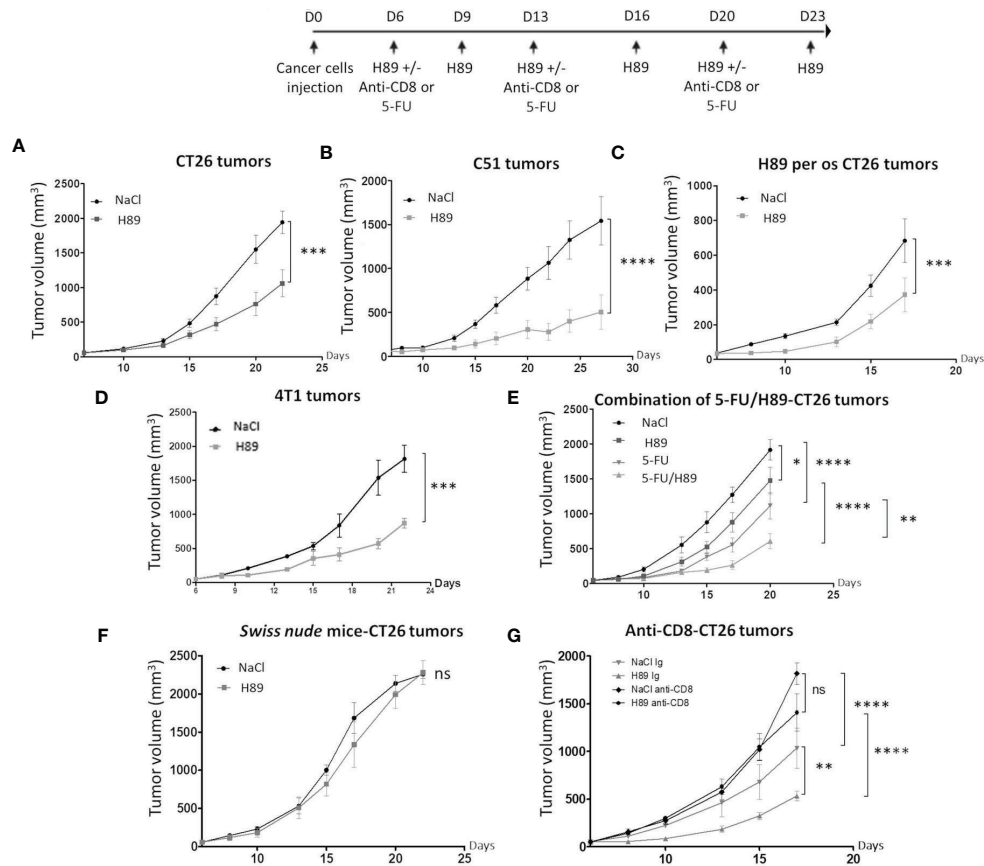 D0 D6 D9 D13 D16 D20 D23
Cancer cells injection
H89 +/- Anti-CD8 or 5-FU
H89
H89 +/- Anti-CD8 or 5-FU
H89
H89 +/- Anti-CD8 or 5-FU
H89
A
CT26 tumors
Tumor volume (mm³)
2500
2000
1500
1000
500
0
NaCl
H89
***
10 15 20 25
Days
B
C51 tumors
Tumor volume (mm³)
2000
1500
1000
500
0
NaCl
H89
****
10 15 20 25 30
Days
C
H89 per os CT26 tumors
Tumor volume (mm³)
1000
800
600
400
200
0
NaCl
H89
***
10 15 20
Days
D
4T1 tumors
Tumor volume (mm³)
2500
2000
1500
1000
500
0
NaCl
H89
***
6 8 1 13 15 17 20 22 24
Days
E
Combination of 5-FU/H89-CT26 tumors
Tumor volume (mm³)
2500
2000
1500
1000
500
0
NaCl
H89
5-FU
5-FU/H89
* **** **** **
10 15 20 25
Days
F
Swiss nude mice-CT26 tumors
Tumor volume (mm³)
2500
2000
1500
1000
500
0
NaCl
H89
ns
10 15 20 25
Days
G
Anti-CD8-CT26 tumors
Tumor volume (mm³)
2000
1500
1000
500
0
NaCl Ig
H89 Ig
NaCl anti-CD8
H89 anti-CD8
ns
****
****
**
10 15 20
Days